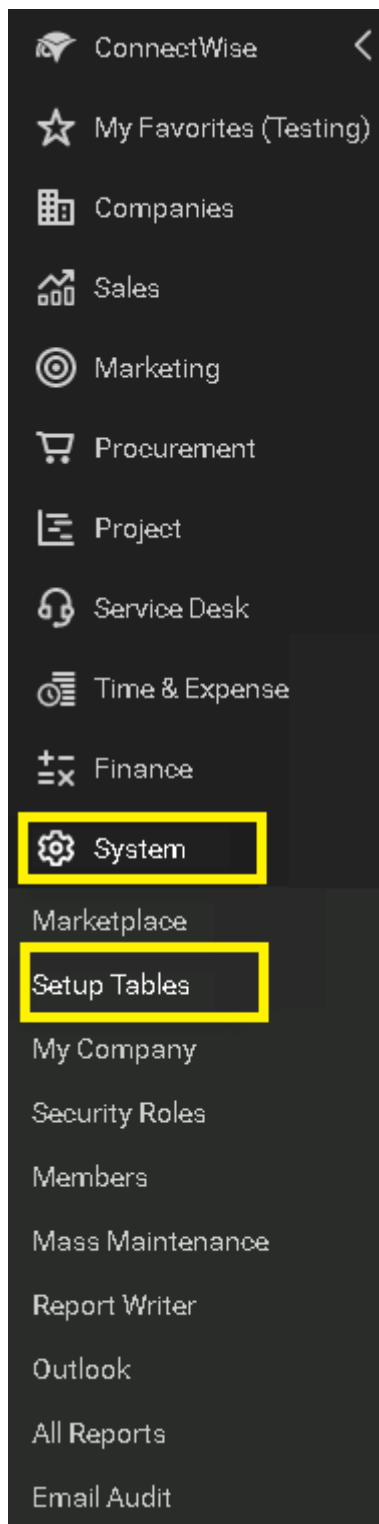 ConnectWise
My Favorites (Testing)
Companies
Sales
Marketing
Procurement
Project
Service Desk
Time & Expense
Finance
System
Marketplace
Setup Tables
My Company
Security Roles
Members
Mass Maintenance
Report Writer
Outlook
All Reports
Email Audit